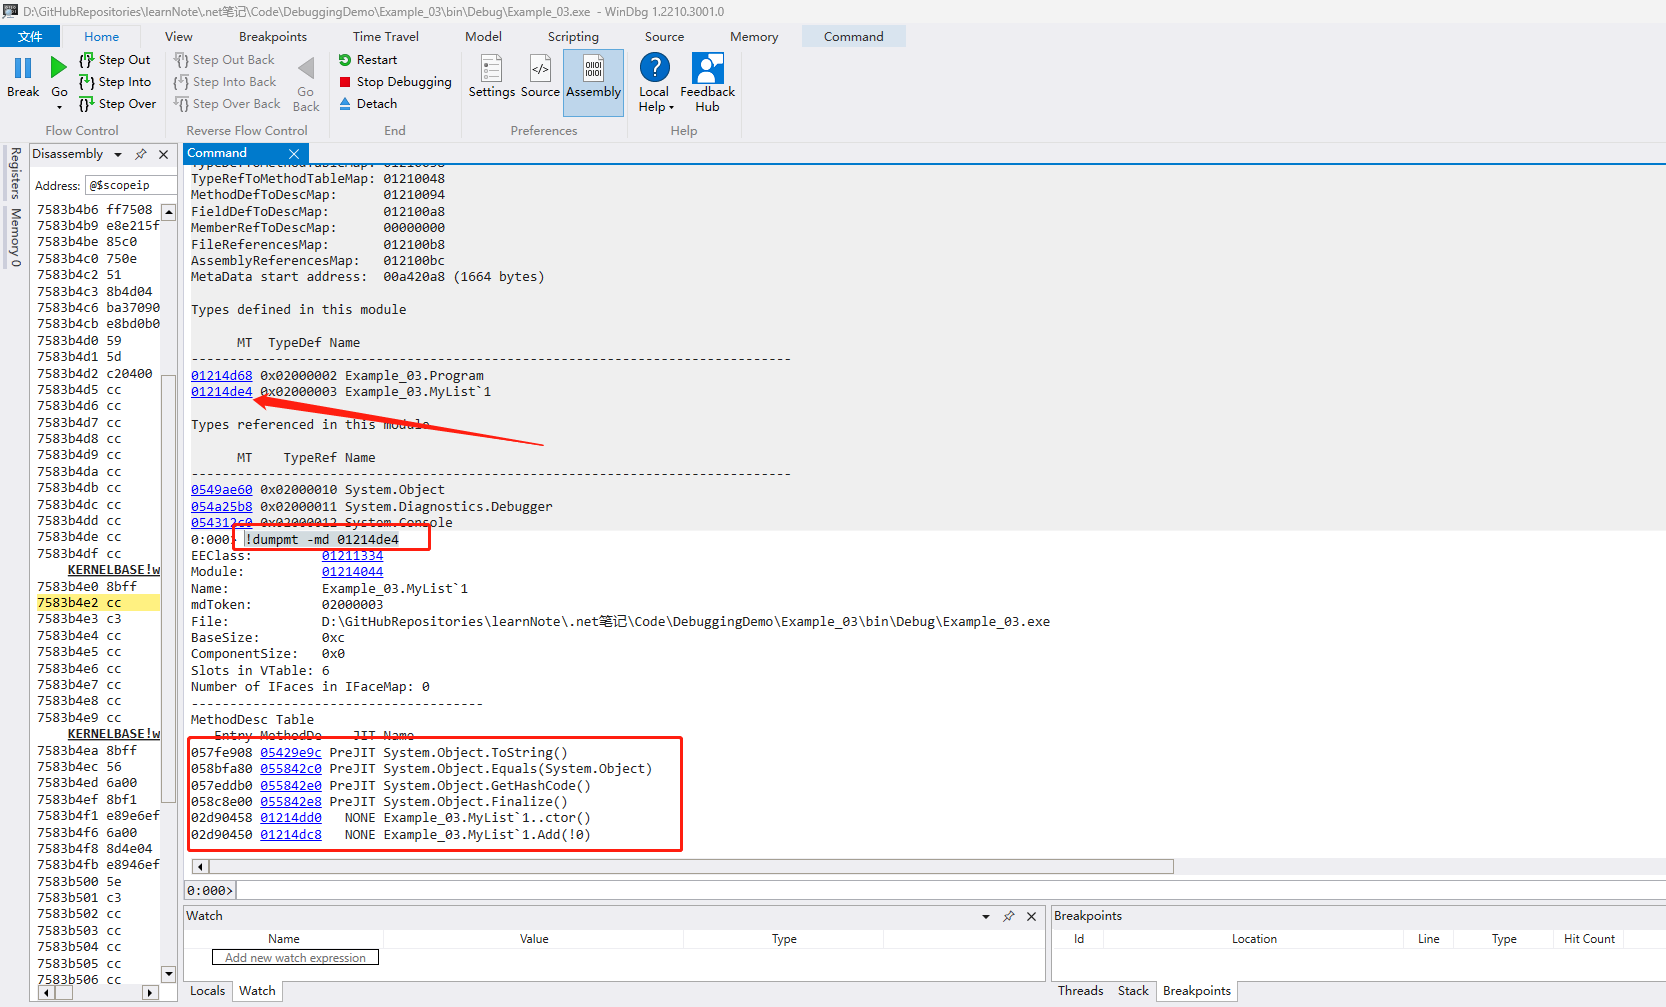 D:\GitHubRepositories\learnNote\.net笔记\Code\DebuggingDemo\Example_03\bin\Debug\Example_03.exe - WinDbg 1.2210.3001.0
文件 Home View Breakpoints Time Travel Model Scripting Source Memory Command
Break Go Step Out Step Into Step Over
Flow Control
Step Out Back Step Into Back Step Over Back Go Back
Reverse Flow Control
Restart Stop Debugging Detach
End
Settings Source Assembly
Preferences
Local Help Feedback Hub
Help
Registers
Memory 0
Disassembly
Address: @$scopeip
7583b4b6 ff7508
7583b4b9 e8e215f
7583b4be 85c0
7583b4c0 750e
7583b4c2 51
7583b4c3 8b4d04
7583b4c6 ba37090
7583b4cb e8bd0b0
7583b4d0 59
7583b4d1 5d
7583b4d2 c20400
7583b4d5 cc
7583b4d6 cc
7583b4d7 cc
7583b4d8 cc
7583b4d9 cc
7583b4da cc
7583b4db cc
7583b4dc cc
7583b4dd cc
7583b4de cc
7583b4df cc
KERNELBASE!w
7583b4e0 8bff
7583b4e2 cc
7583b4e3 c3
7583b4e4 cc
7583b4e5 cc
7583b4e6 cc
7583b4e7 cc
7583b4e8 cc
7583b4e9 cc
KERNELBASE!w
7583b4ea 8bff
7583b4ec 56
7583b4ed 6a00
7583b4ef 8bf1
7583b4f1 e89e6ef
7583b4f6 6a00
7583b4f8 8d4e04
7583b4fb e8946ef
7583b500 5e
7583b501 c3
7583b502 cc
7583b503 cc
7583b504 cc
7583b505 cc
7583b506 cc
Command
TypeDefToMethodTableMap:
TypeRefToMethodTableMap: 01210048
MethodDefToDescMap: 01210094
FieldDefToDescMap: 012100a8
MemberRefToDescMap: 00000000
FileReferencesMap: 012100b8
AssemblyReferencesMap: 012100bc
MetaData start address: 00a420a8 (1664 bytes)
Types defined in this module
MT TypeDef Name
------------------------------------------------------------------------------
01214d68 0x02000002 Example_03.Program
01214de4 0x02000003 Example_03.MyList`1
Types referenced in this module
MT TypeRef Name
------------------------------------------------------------------------------
0549ae60 0x02000010 System.Object
054a25b8 0x02000011 System.Diagnostics.Debugger
054312c0 0x02000012 System.Console
0:000> !dumpmt -md 01214de4
EEClass: 01211334
Module: 01214044
Name: Example_03.MyList`1
mdToken: 02000003
File: D:\GitHubRepositories\learnNote\.net笔记\Code\DebuggingDemo\Example_03\bin\Debug\Example_03.exe
BaseSize: 0xc
ComponentSize: 0x0
Slots in VTable: 6
Number of IFaces in IFaceMap: 0
--------------------------------------
MethodDesc Table
Entry MethodDe JIT Name
057fe908 05429e9c PreJIT System.Object.ToString()
058bfa80 055842c0 PreJIT System.Object.Equals(System.Object)
057eddb0 055842e0 PreJIT System.Object.GetHashCode()
058c8e00 055842e8 PreJIT System.Object.Finalize()
02d90458 01214dd0 NONE Example_03.MyList`1..ctor()
02d90450 01214dc8 NONE Example_03.MyList`1.Add(!0)
0:000>
Watch
Name Value Type
Add new watch expression
Locals Watch
Breakpoints
Id Location Line Type Hit Count
Threads Stack Breakpoints